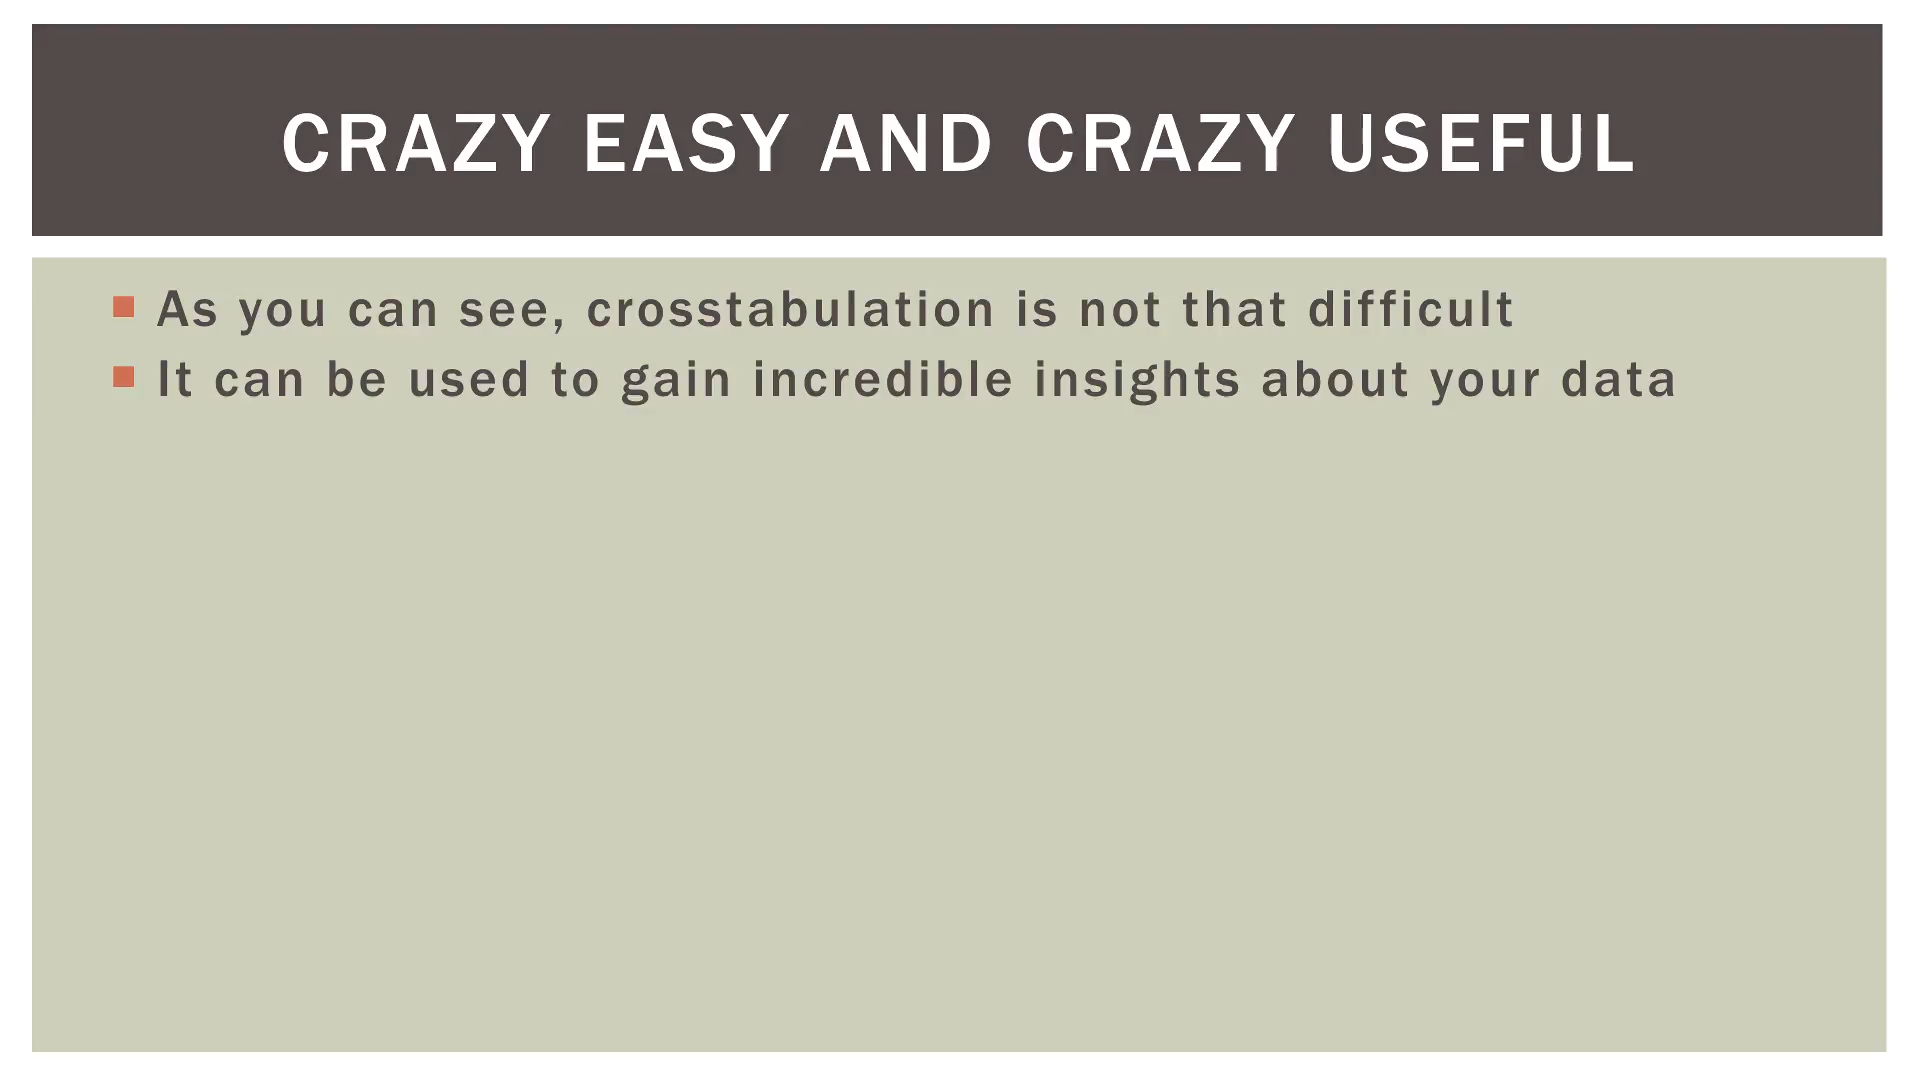 CRAZY EASY AND CRAZY USEFUL
As you can see, crosstabulation is not that difficult
It can be used to gain incredible insights about your data